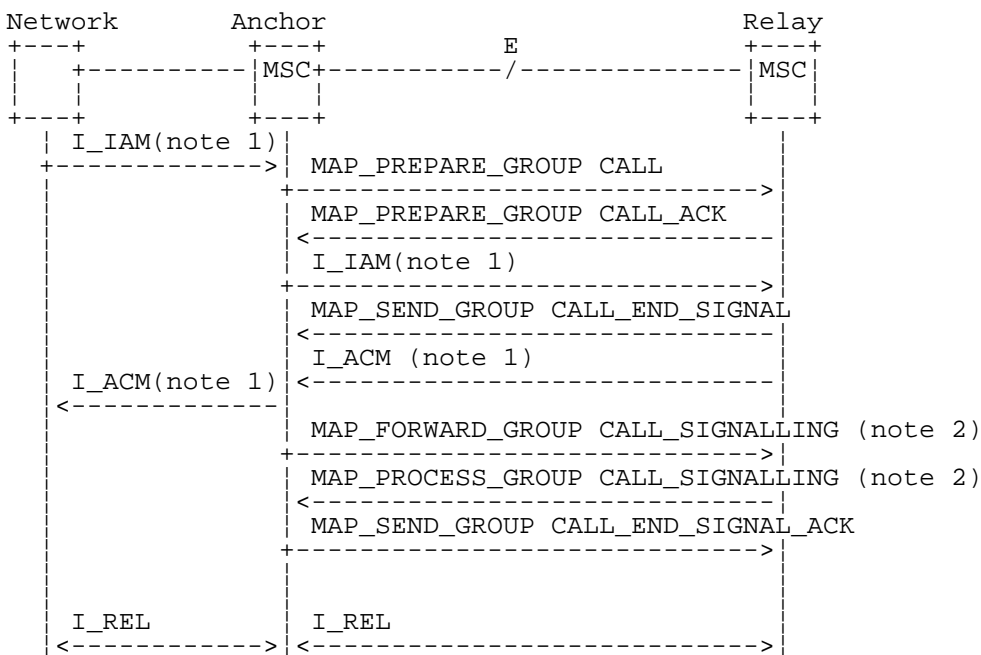 Network Anchor Relay
E
MSC MSC
I_IAM(note 1)
MAP_PREPARE_GROUP CALL
MAP_PREPARE_GROUP CALL_ACK
I_IAM(note 1)
MAP_SEND_GROUP CALL_END_SIGNAL
I_ACM (note 1)
I_ACM(note 1)
MAP_FORWARD_GROUP CALL_SIGNALLING (note 2)
MAP_PROCESS_GROUP CALL_SIGNALLING (note 2)
MAP_SEND_GROUP CALL_END_SIGNAL_ACK
I_REL I_REL